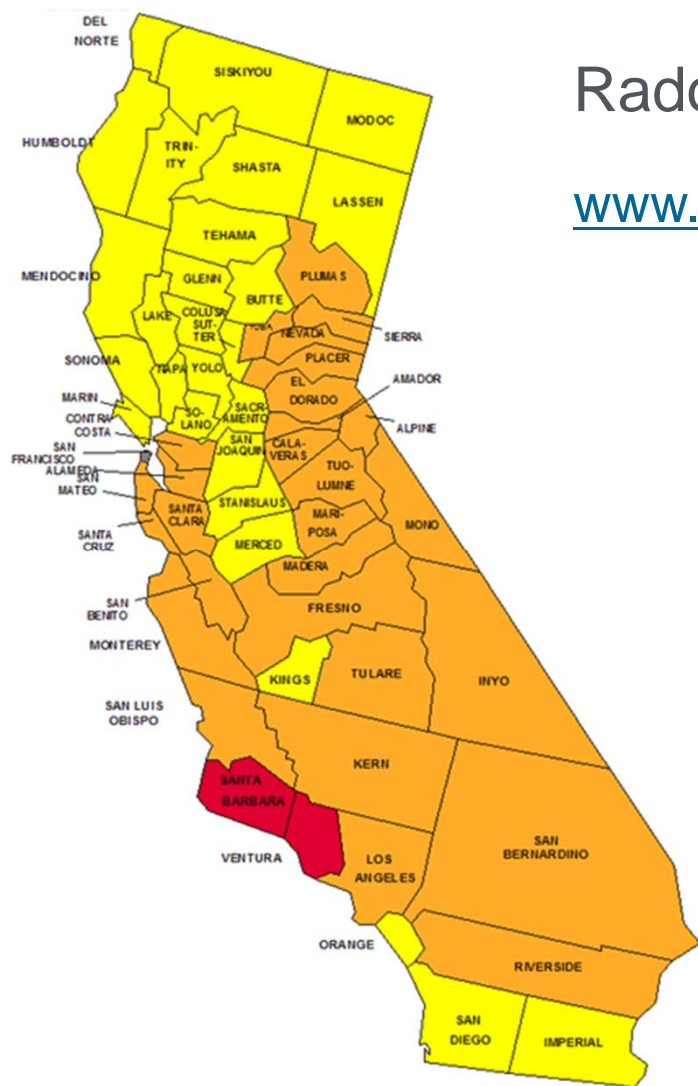 DEL
NORTE
SISKIYOU
MODOC
HUMBOLDT
TRIN-
ITY
SHASTA
LASSEN
TEHAMA
PLUMAS
MENDOCINO
GLENN
BUTTE
LAKE
COLUSA
SUT-
TER
YUBA
NEVADA
SIERRA
PLACER
SONOMA
NAPA
YOLO
EL
DORADO
AMADOR
MARIN
SO-
LANO
SACR-
AMENTO
ALPINE
CONTRA
COSTA
SAN
JOAQUIN
CALA-
VERAS
SAN
FRANCISCO
ALAMEDA
TUO-
LUMNE
SAN
MATEO
SANTA
CLARA
STANISLAUS
MARI-
POSA
MONO
SANTA
CRUZ
MERCED
MADERA
SAN
BENITO
FRESNO
MONTEREY
KINGS
TULARE
INYO
SAN LUIS
OBISPO
KERN
SANTA
BARBARA
SAN
BERNARDINO
VENTURA
LOS
ANGELES
ORANGE
RIVERSIDE
SAN
DIEGO
IMPERIAL
www.